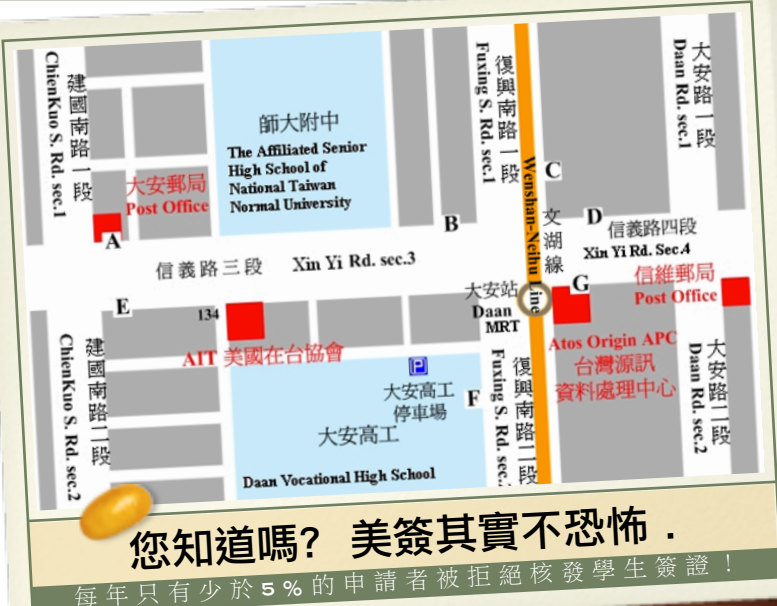 建國南路一段
ChienKuo S. Rd. sec.1
師大附中
The Affiliated Senior
High School of
National Taiwan
Normal University
大安郵局
Post Office
A
復興南路一段
Fuxing S. Rd. sec.1
B
Wenshan-Neihu Line
文湖線
C
大安路一段
Daan Rd. sec.1
D
信義路四段
Xin Yi Rd. Sec.4
信義路三段
Xin Yi Rd. sec.3
E
134
AIT 美國在台協會
大安站
Daan
MRT
G
信維郵局
Post Office
Atos Origin APC
台灣源訊
資料處理中心
建國南路二段
ChienKuo S. Rd. sec.2
P
大安高工
停車場
F
大安高工
Daan Vocational High School
復興南路二段
Fuxing S. Rd. sec.
大安路二段
Daan Rd. sec.2
您知道嗎? 美簽其實不恐怖.
每年只有少於5%的申請者被拒絕核發學生簽證!